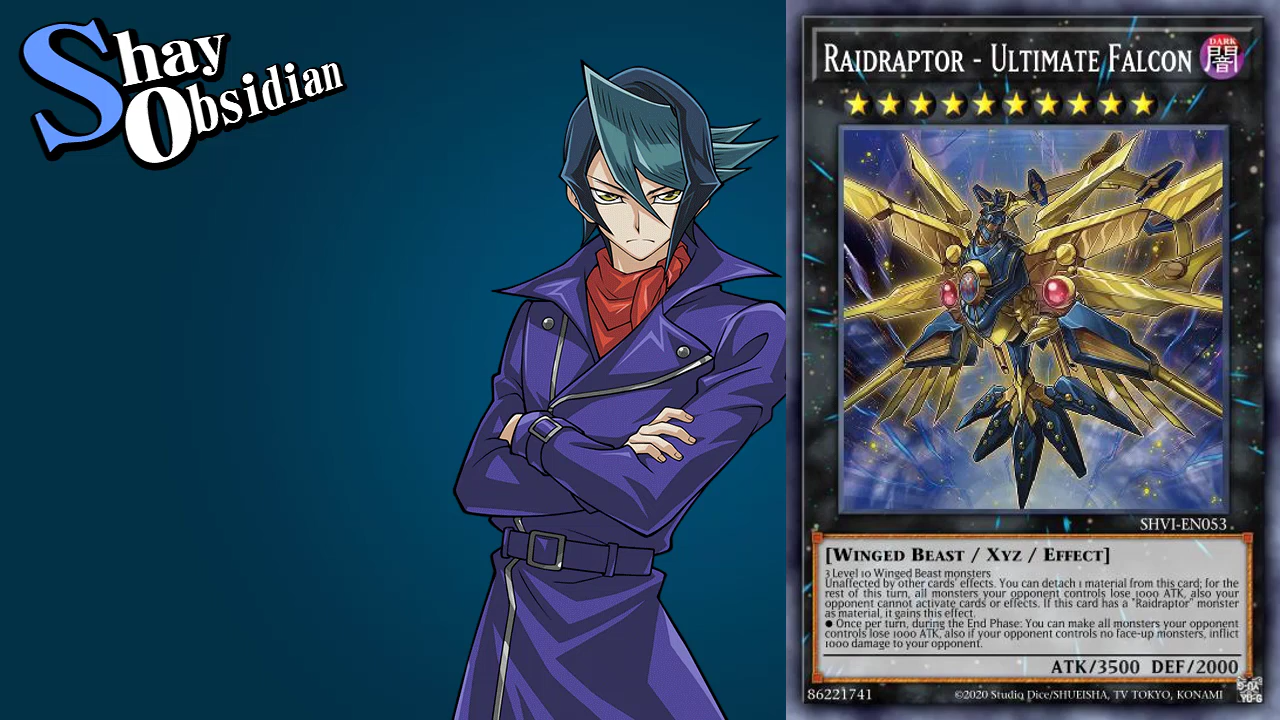 Shay
Obsidian
RAIDRAPTOR - ULTIMATE FALCON
DARK
闇
SHVI-EN053
[WINGED BEAST / XYZ / EFFECT]
3 Level 10 Winged Beast monsters
Unaffected by other cards' effects. You can detach 1 material from this card; for the
rest of this turn, all monsters your opponent controls lose 1000 ATK, also your
opponent cannot activate cards or effects. If this card has a "Raidraptor" monster
as material, it gains this effect.
● Once per turn, during the End Phase: You can make all monsters your opponent
controls lose 1000 ATK, also if your opponent controls no face-up monsters, inflict
1000 damage to your opponent.
ATK/3500 DEF/2000
86221741
©2020 Studio Dice/SHUEISHA, TV TOKYO, KONAMI